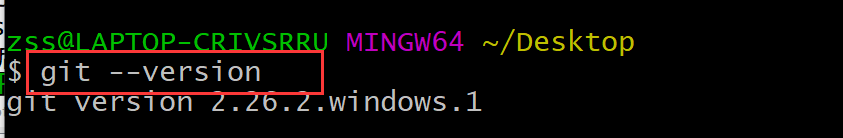 zss@LAPTOP-CRIVSRRU MINGW64 ~/Desktop
$ git --version
git version 2.26.2.windows.1